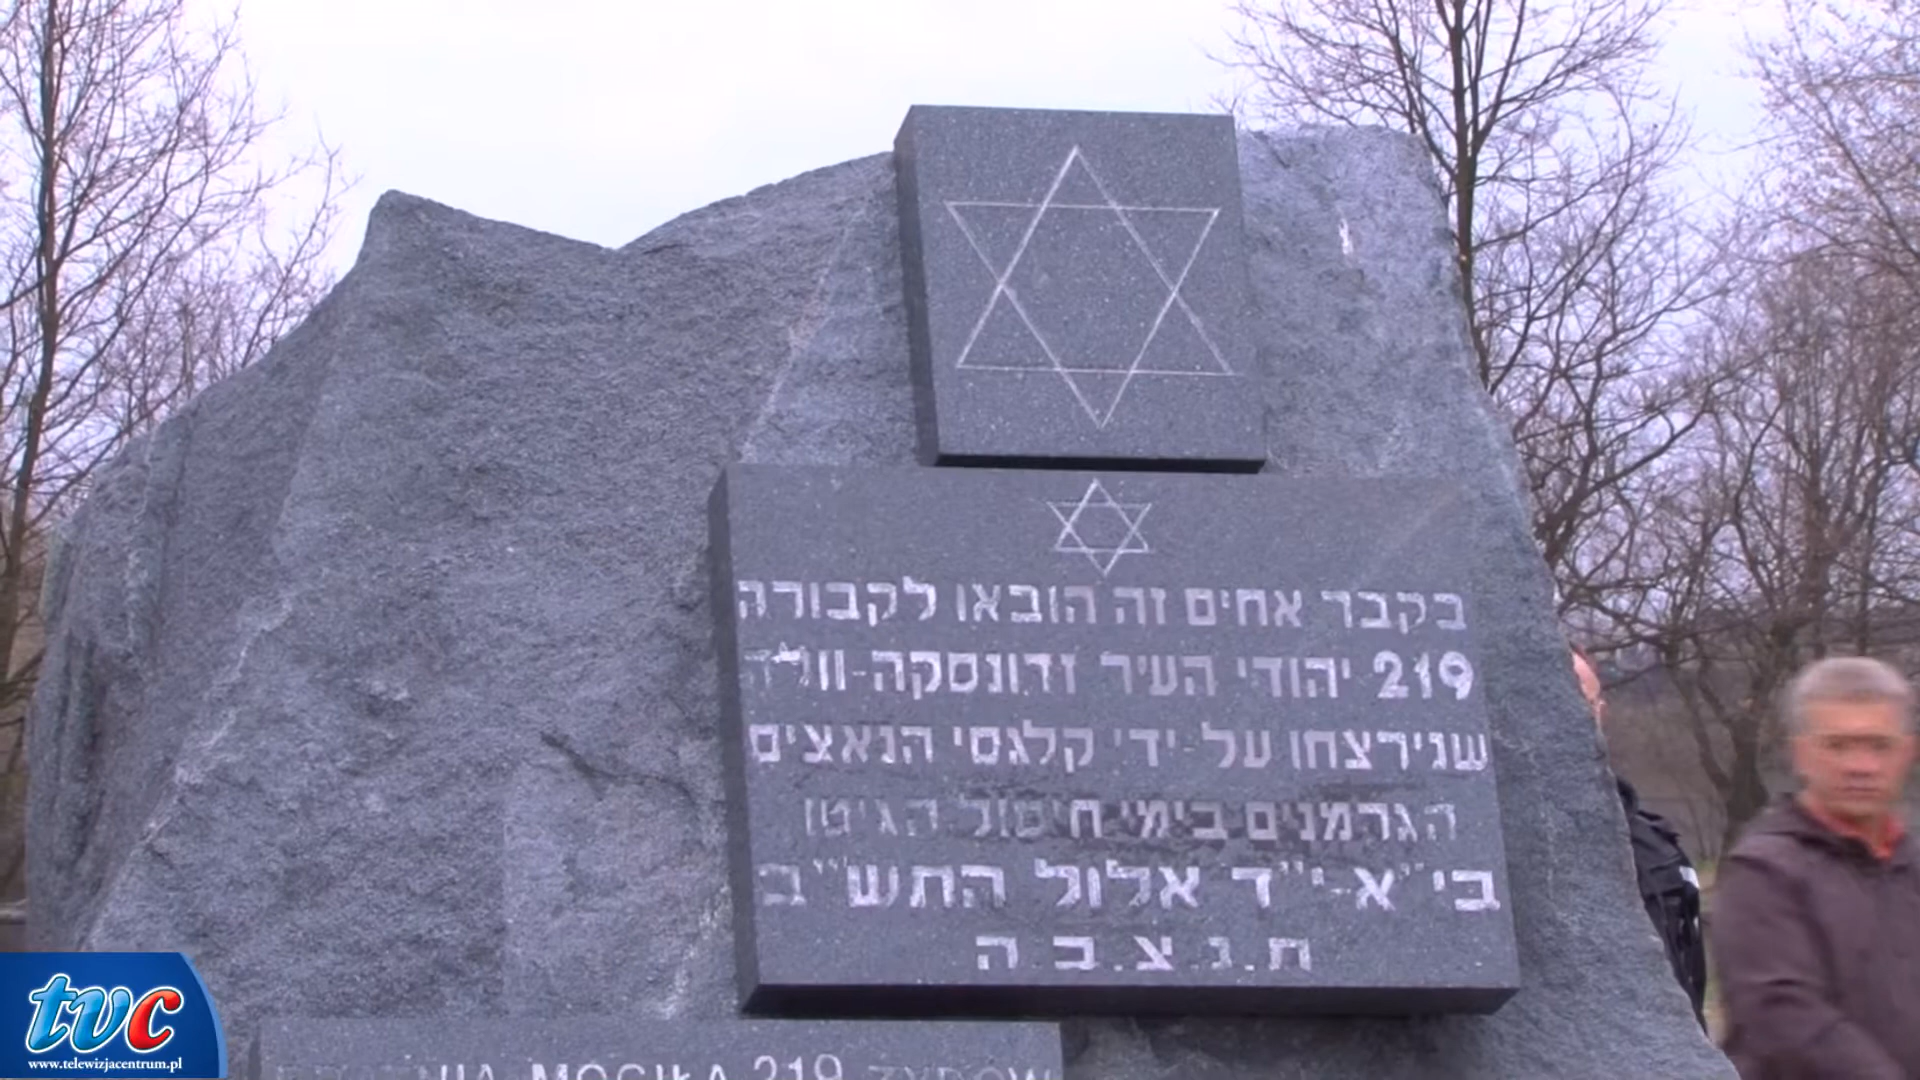 בקבר אחים זה הובאו לקבורה
219 יהודי העיר זדונסקה-וולה
שנירצחו על-ידי קלגסי הנאצים
הגרמנים בימי חיסול הגיטו
בי"א-י"ד אלול התש"ב
ת.נ.צ.ב.ה
MOGIŁA 219 ŻYDÓW
tvc
www.telewizjacentrum.pl